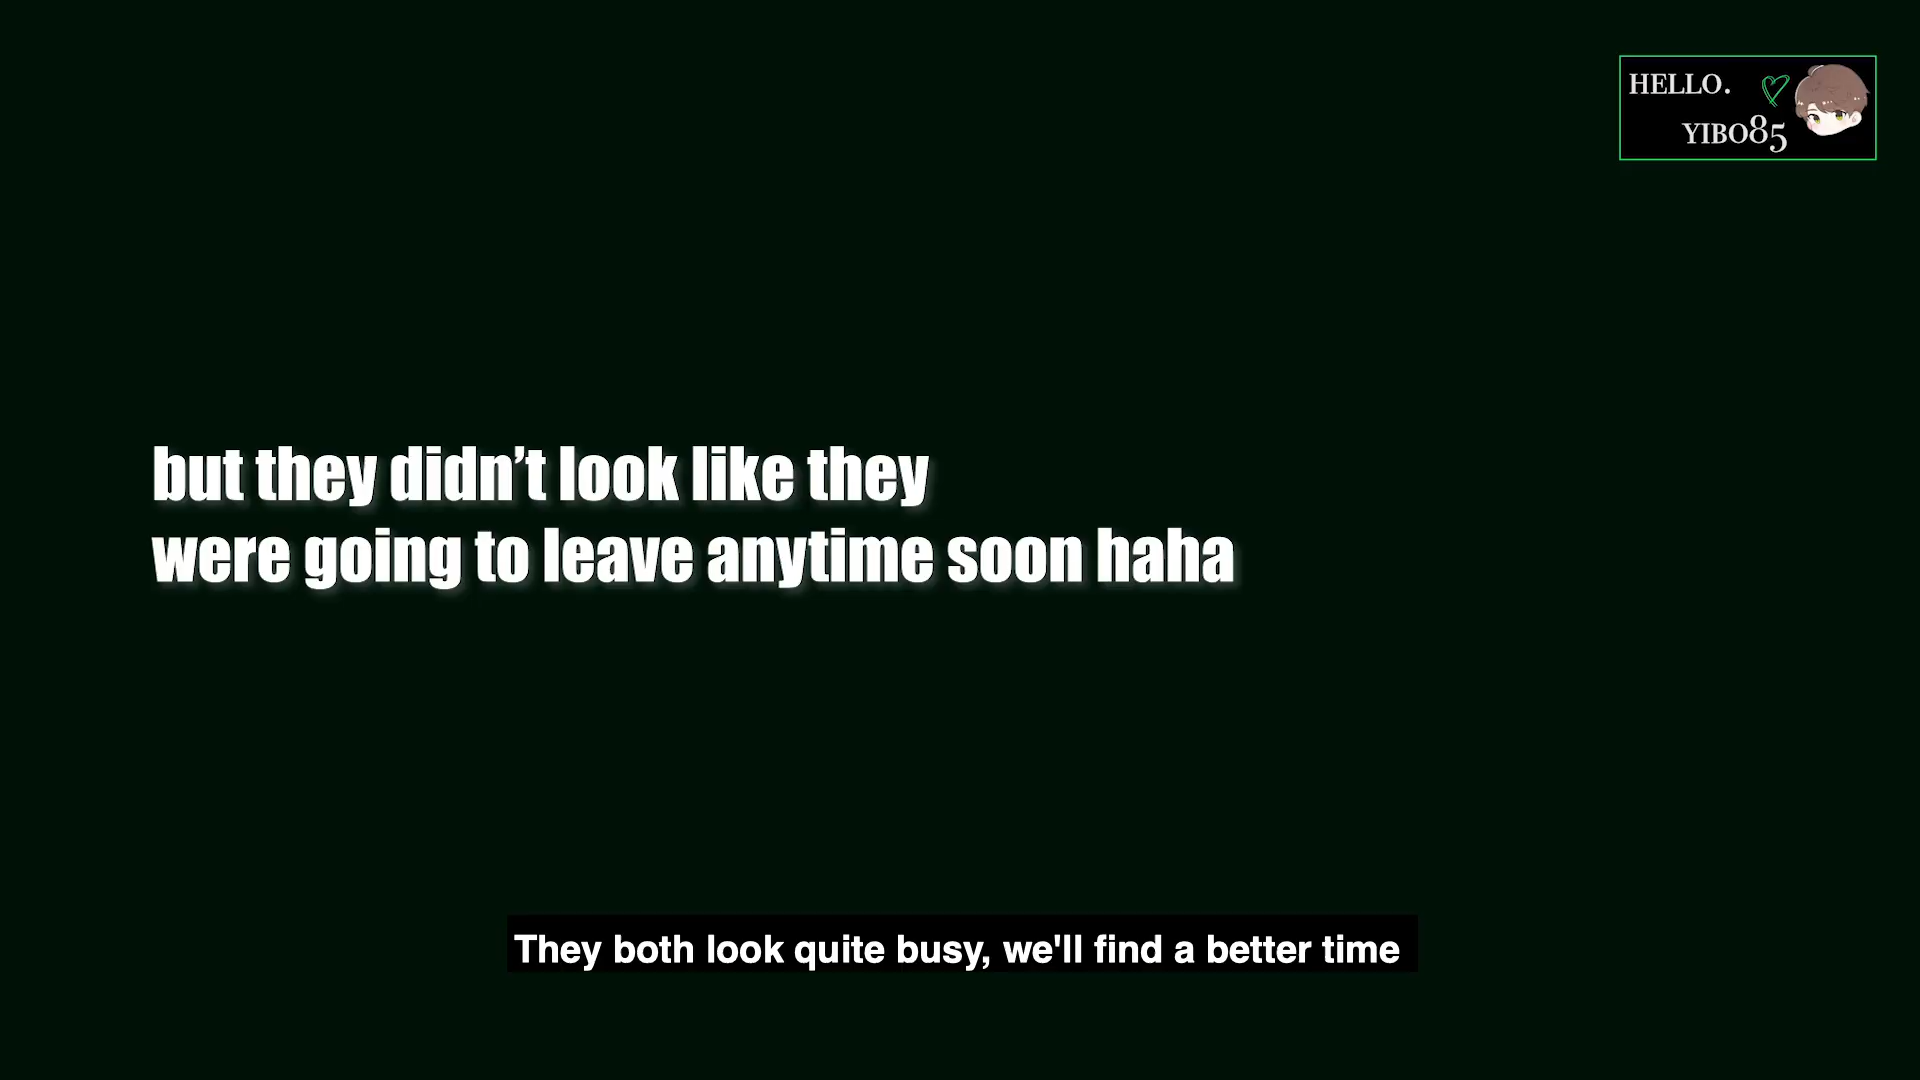 HELLO.
YIBO85
but they didn’t look like they
were going to leave anytime soon haha
They both look quite busy, we'll find a better time